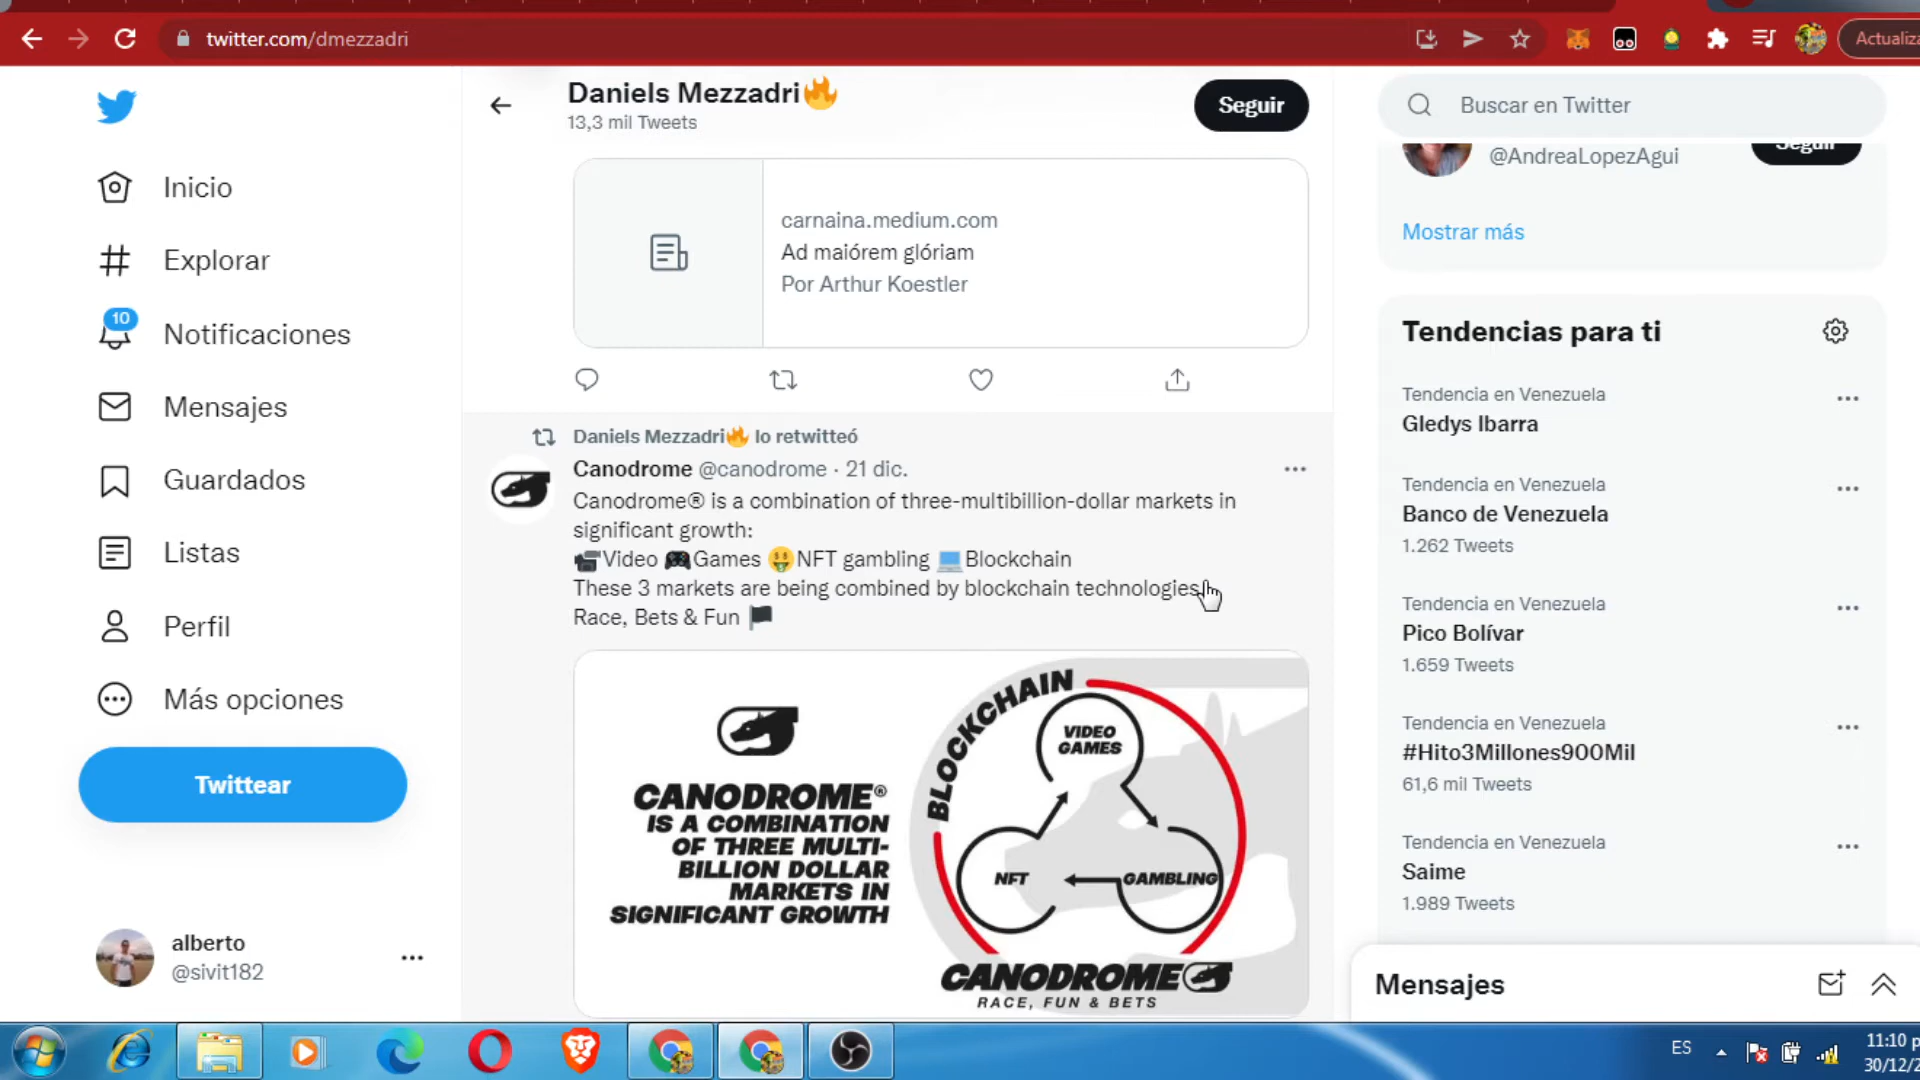 twitter.com/dmezzadri
Actualiza
Daniels Mezzadri🔥
13,3 mil Tweets
Seguir
Buscar en Twitter
Inicio
Explorar
10
Notificaciones
Mensajes
Guardados
Listas
Perfil
Más opciones
Twittear
alberto
@sivit182
carnaina.medium.com
Ad maiórem glóriam
Por Arthur Koestler
Daniels Mezzadri🔥 lo retwitteó
Canodrome @canodrome · 21 dic.
Canodrome® is a combination of three-multibillion-dollar markets in
significant growth:
📹Video 🎮Games 🤑NFT gambling 💻Blockchain
These 3 markets are being combined by blockchain technologies
Race, Bets & Fun 🏴
CANODROME®
IS A COMBINATION
OF THREE MULTI-
BILLION DOLLAR
MARKETS IN
SIGNIFICANT GROWTH
BLOCKCHAIN
VIDEO
GAMES
NFT
GAMBLING
CANODROME
RACE, FUN & BETS
@AndreaLopezAgui
Seguir
Mostrar más
Tendencias para ti
Tendencia en Venezuela
Gledys Ibarra
Tendencia en Venezuela
Banco de Venezuela
1.262 Tweets
Tendencia en Venezuela
Pico Bolívar
1.659 Tweets
Tendencia en Venezuela
#Hito3Millones900Mil
61,6 mil Tweets
Tendencia en Venezuela
Saime
1.989 Tweets
Mensajes
ES
11:10 p
30/12/2